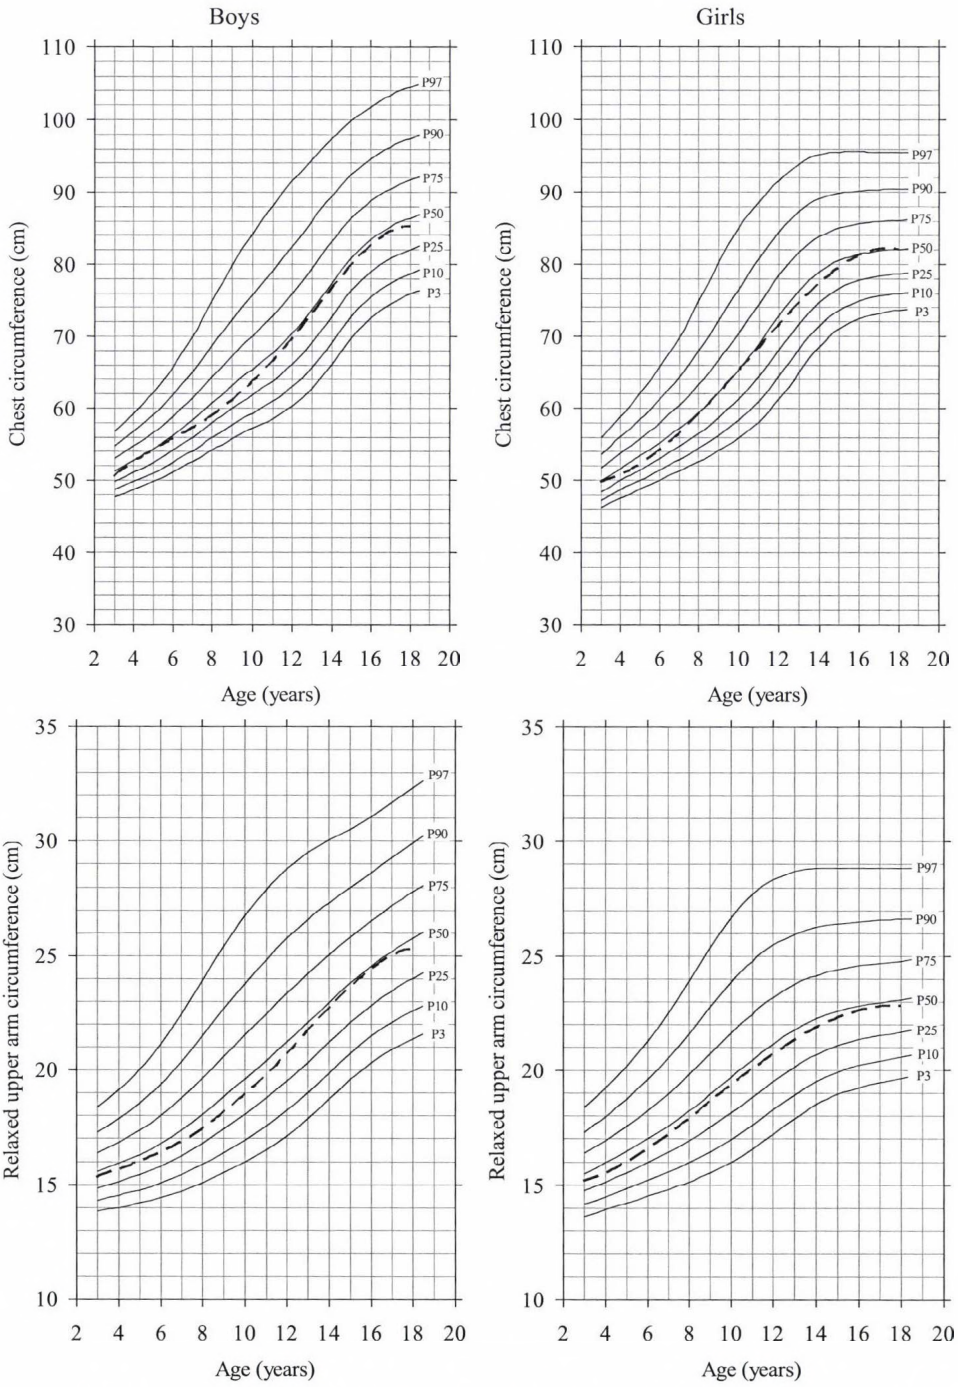 Boys
Girls
110
100
90
80
70
60
50
40
30
Chest circumference (cm)
P97
P90
P75
P50
P25
P10
P3
2 4 6 8 10 12 14 16 18 20
Age (years)
110
100
90
80
70
60
50
40
30
Chest circumference (cm)
P97
P90
P75
P50
P25
P10
P3
2 4 6 8 10 12 14 16 18 20
Age (years)
35
30
25
20
15
10
Relaxed upper arm circumference (cm)
P97
P90
P75
P50
P25
P10
P3
2 4 6 8 10 12 14 16 18 20
Age (years)
35
30
25
20
15
10
Relaxed upper arm circumference (cm)
P97
P90
P75
P50
P25
P10
P3
2 4 6 8 10 12 14 16 18 20
Age (years)